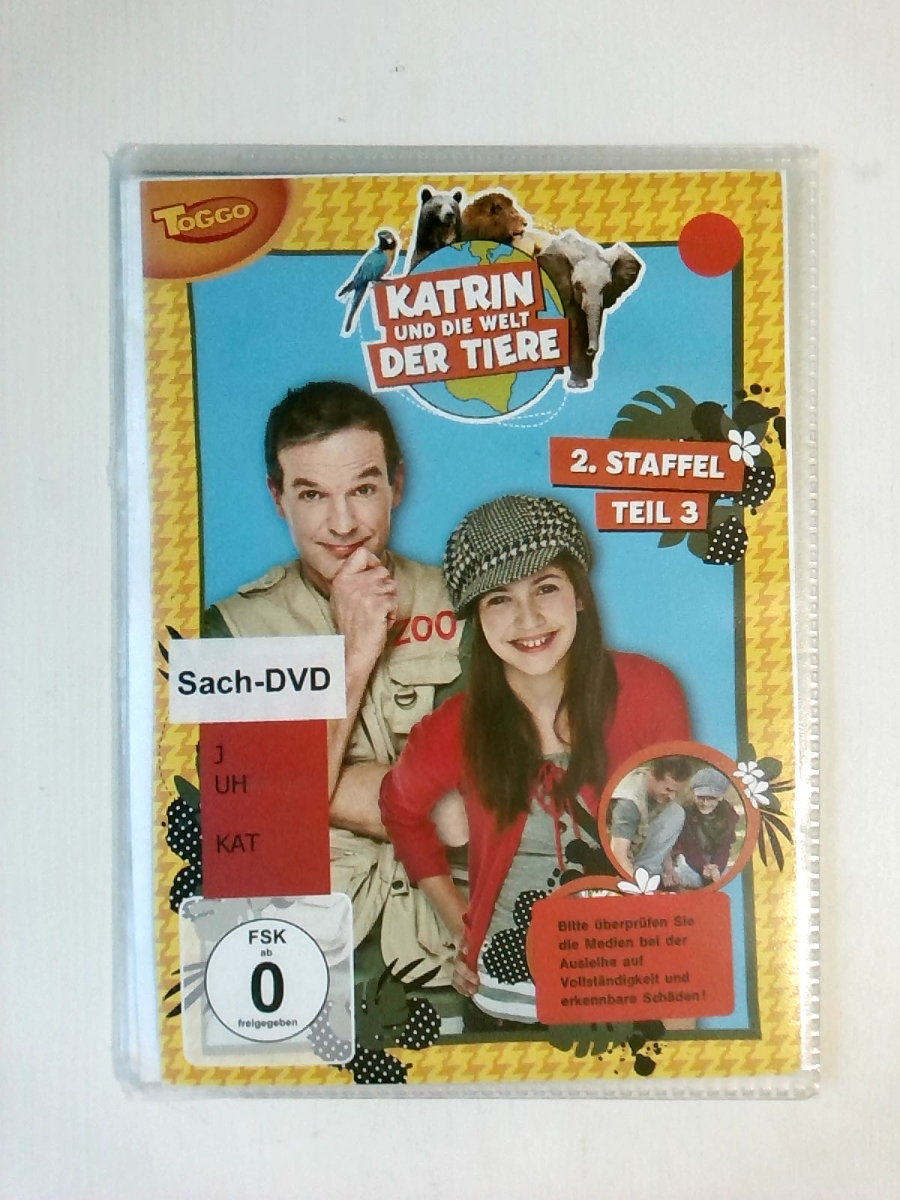 TOGGO
KATRIN
UND DIE WELT
DER TIERE
2. STAFFEL
TEIL 3
ZOO
Sach-DVD
J
UH
KAT
FSK
ab
0
freigegeben
Bitte überprüfen Sie
die Medien bei der
Ausleihe auf
Vollständigkeit und
erkennbare Schäden!